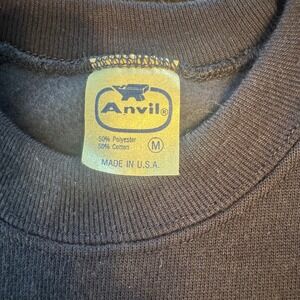 Anvil®
50% Polyester
50% Cotton
M
MADE IN U.S.A.